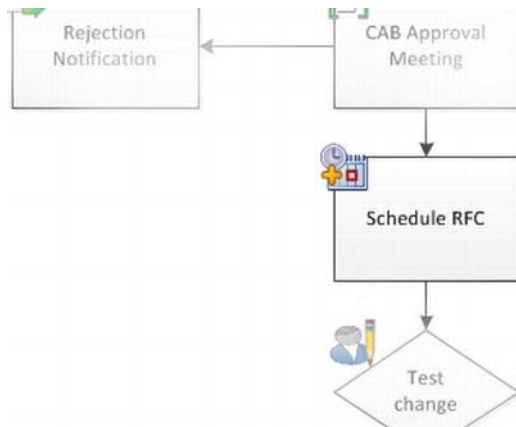 Rejection
Notification
CAB Approval
Meeting
Schedule RFC
Test
change